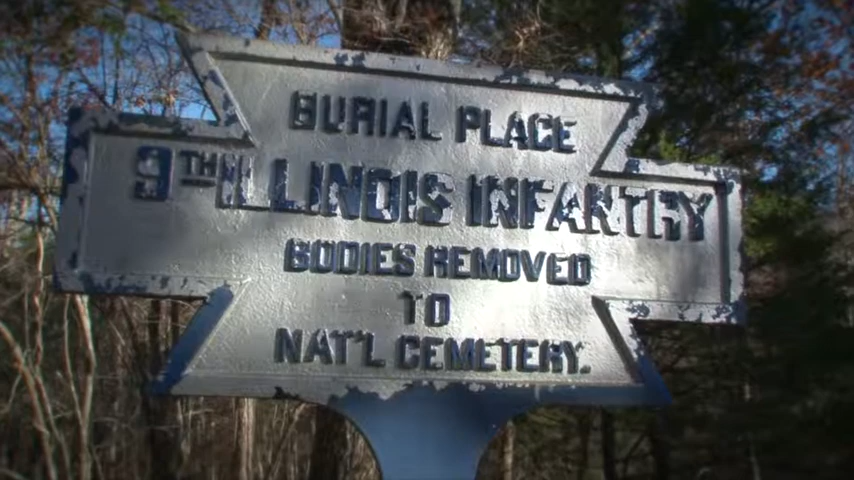 BURIAL PLACE
9TH ILLINOIS INFANTRY
BODIES REMOVED
TO
NAT'L CEMETERY.